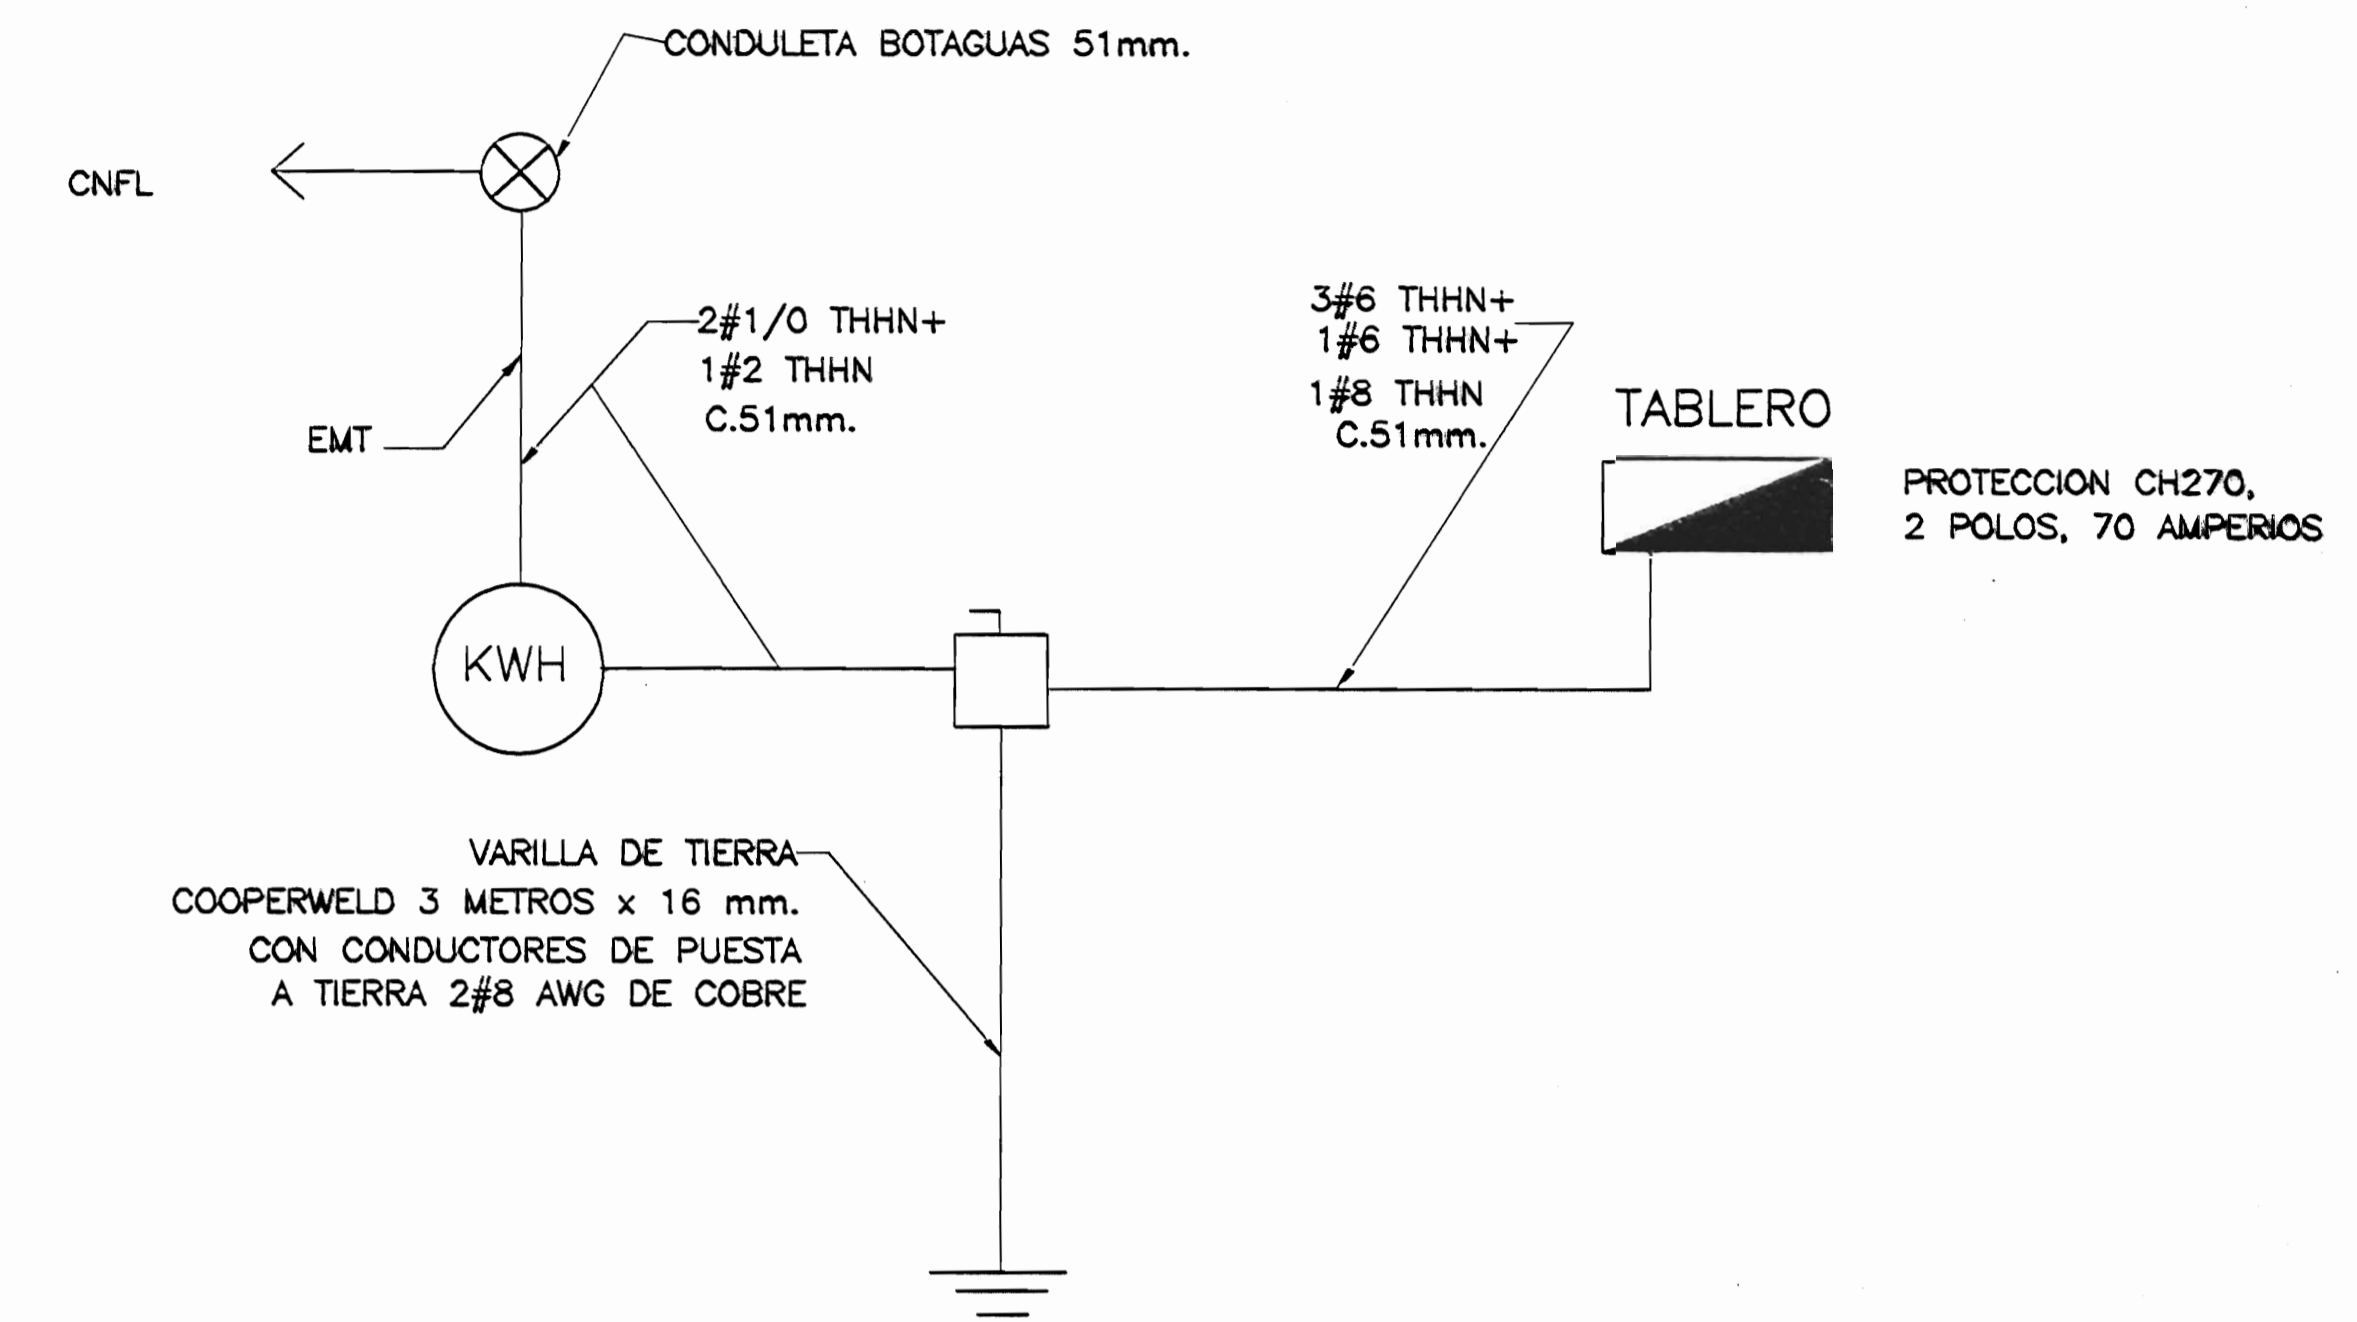 CONDULETA BOTAGUAS 51mm.
CNFL
2#1/0 THHN+
1#2 THHN
C.51mm.
EMT
3#6 THHN+
1#6 THHN+
1#8 THHN
C.51mm.
TABLERO
PROTECCION CH270,
2 POLOS, 70 AMPERIOS
KWH
VARILLA DE TIERRA
COOPERWELD 3 METROS x 16 mm.
CON CONDUCTORES DE PUESTA
A TIERRA 2#8 AWG DE COBRE